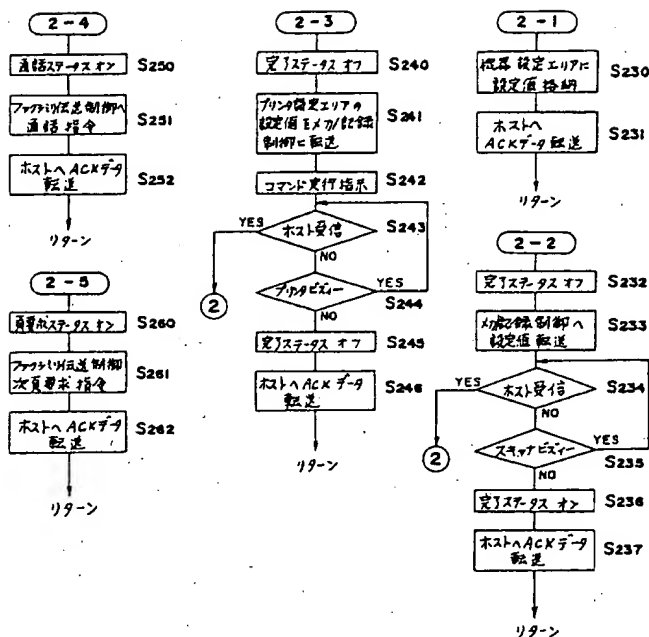 2-4
通話ステータス オン
S250
ファクシミリ伝送制御へ
通話 指令
S251
ホストへACKデータ
転送
S252
リターン
2-5
頁要求ステータス オン
S260
ファクシミリ伝送制御
次頁要求 指令
S261
ホストへACKデータ
転送
S262
リターン
2-3
完了ステータス オフ
S240
プリンタ設定エリアの
設定値をメカ/記録
制御に転送
S241
コマンド実行指示
S242
ホスト受信
S243
YES
NO
2
プリンタビズィー
S244
YES
NO
完了ステータス オフ
S245
ホストへACKデータ
転送
S246
リターン
2-1
機器 設定エリアに
設定値格納
S230
ホストへ
ACKデータ転送
S231
リターン
2-2
完了ステータス オフ
S232
メカ/記録制御へ
設定値転送
S233
ホスト受信
S234
YES
NO
2
スキャナビズィー
S235
YES
NO
完了ステータス オン
S236
ホストへACKデータ
転送
S237
リターン